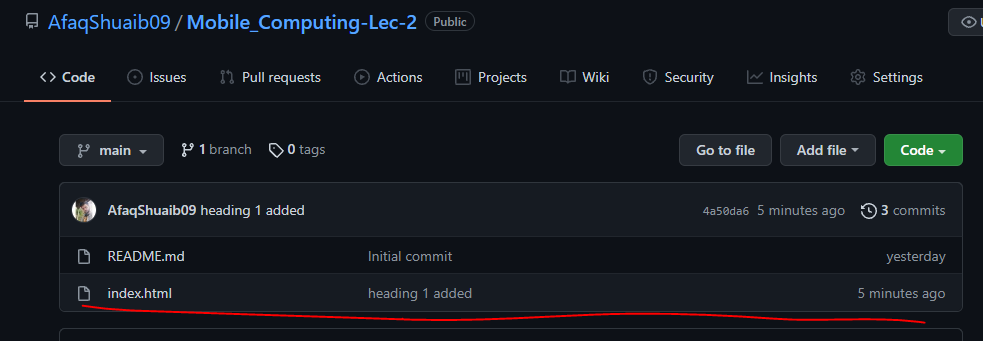 AfaqShuaib09 / Mobile_Computing-Lec-2 Public
Code Issues Pull requests Actions Projects Wiki Security Insights Settings
main 1 branch 0 tags Go to file Add file Code
AfaqShuaib09 heading 1 added 4a50da6 5 minutes ago 3 commits
README.md Initial commit yesterday
index.html heading 1 added 5 minutes ago